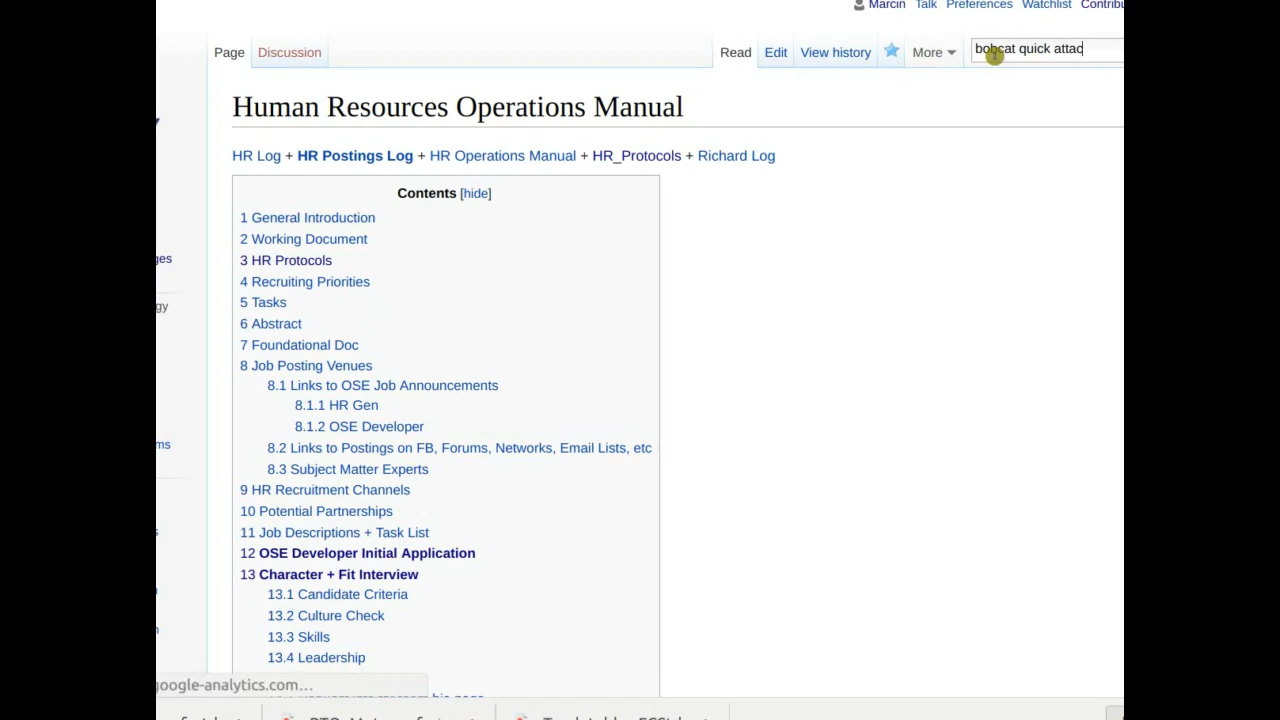 Marcin Talk Preferences Watchlist
Page Discussion Read Edit View history More bobcat quick attac
Human Resources Operations Manual
HR Log + HR Postings Log + HR Operations Manual + HR_Protocols + Richard Log
Contents [hide]
1 General Introduction
2 Working Document
3 HR Protocols
4 Recruiting Priorities
5 Tasks
6 Abstract
7 Foundational Doc
8 Job Posting Venues
8.1 Links to OSE Job Announcements
8.1.1 HR Gen
8.1.2 OSE Developer
8.2 Links to Postings on FB, Forums, Networks, Email Lists, etc
8.3 Subject Matter Experts
9 HR Recruitment Channels
10 Potential Partnerships
11 Job Descriptions + Task List
12 OSE Developer Initial Application
13 Character + Fit Interview
13.1 Candidate Criteria
13.2 Culture Check
13.3 Skills
13.4 Leadership
google-analytics.com…